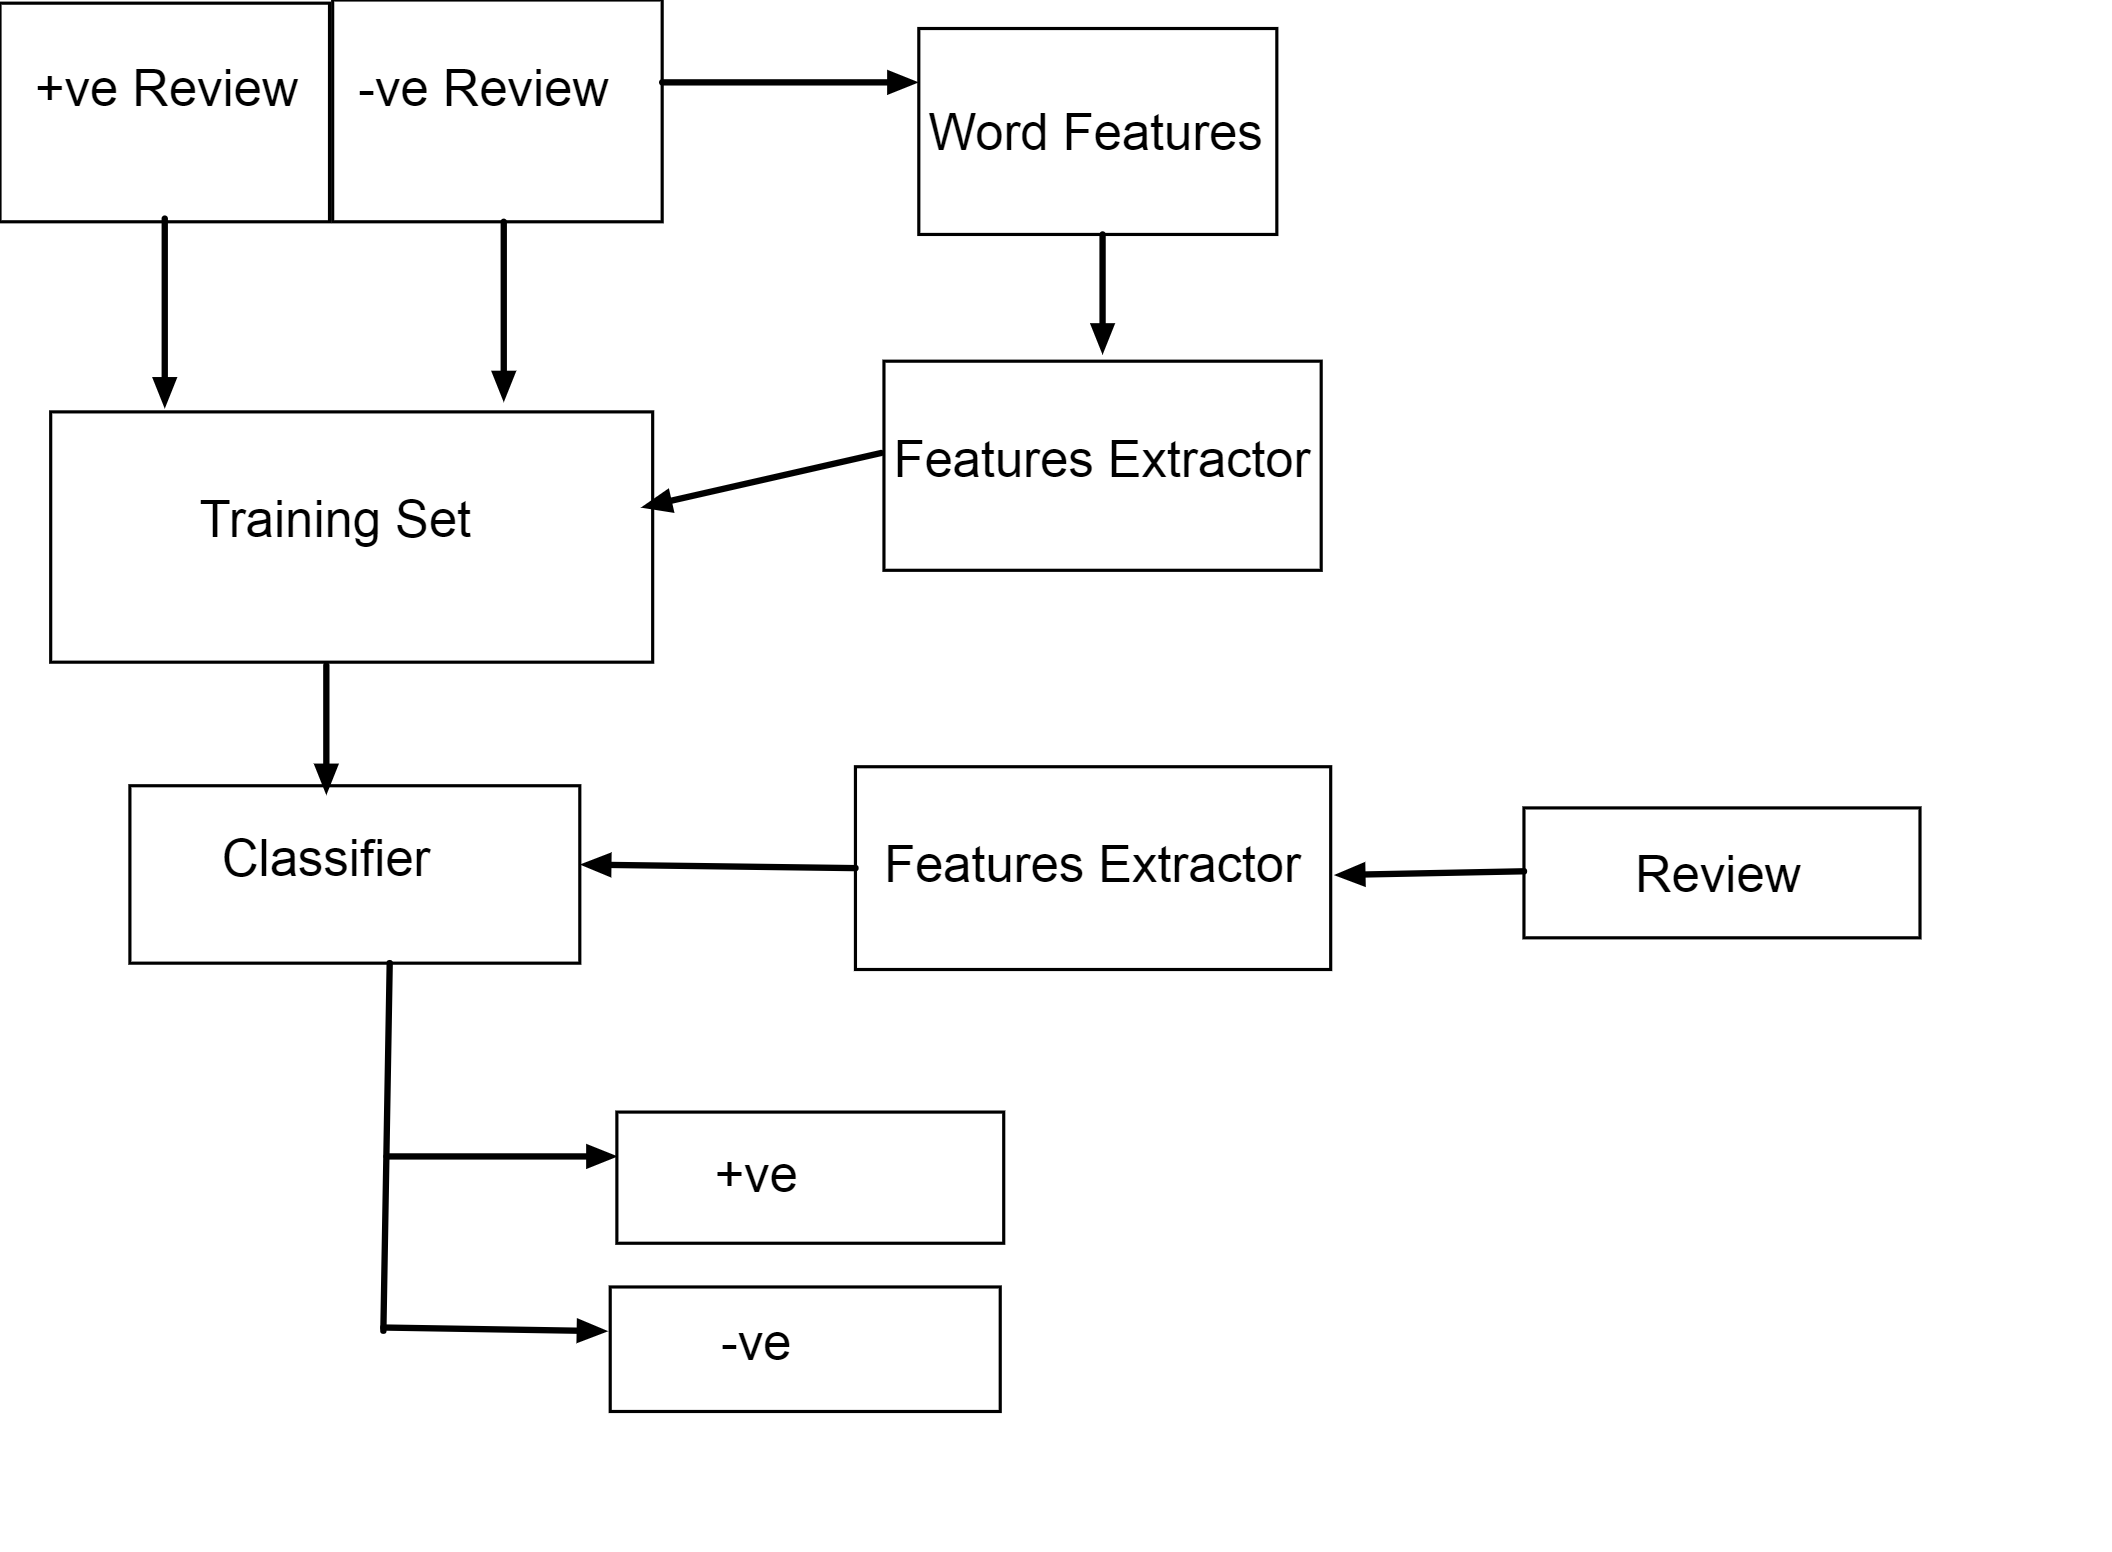 +ve Review
-ve Review
Word Features
Features Extractor
Training Set
Classifier
Features Extractor
Review
+ve
-ve